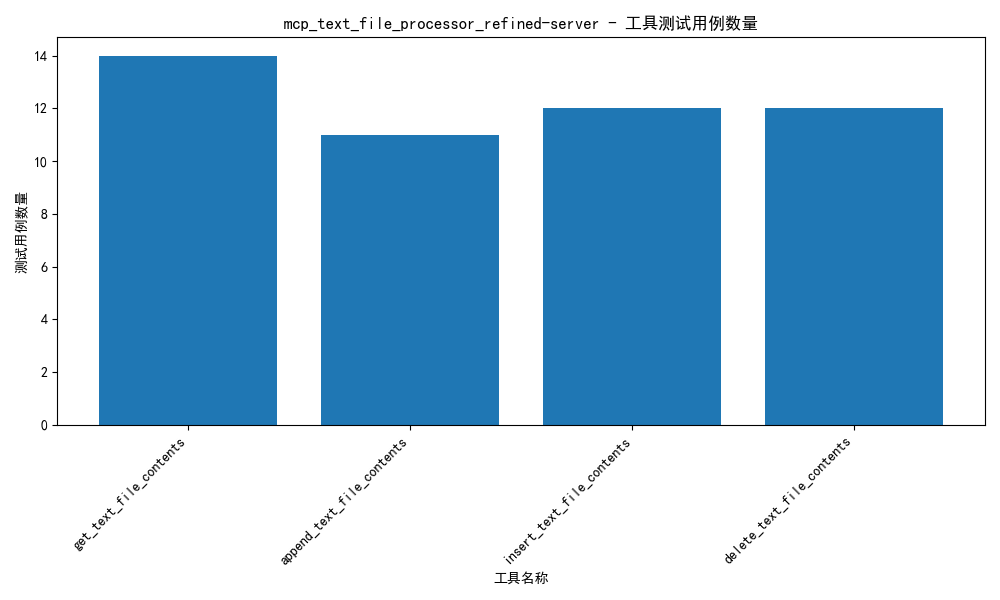 mcp_text_file_processor_refined-server - 工具测试用例数量
测试用例数量
14
12
10
8
6
4
2
0
get_text_file_contents
append_text_file_contents
insert_text_file_contents
delete_text_file_contents
工具名称